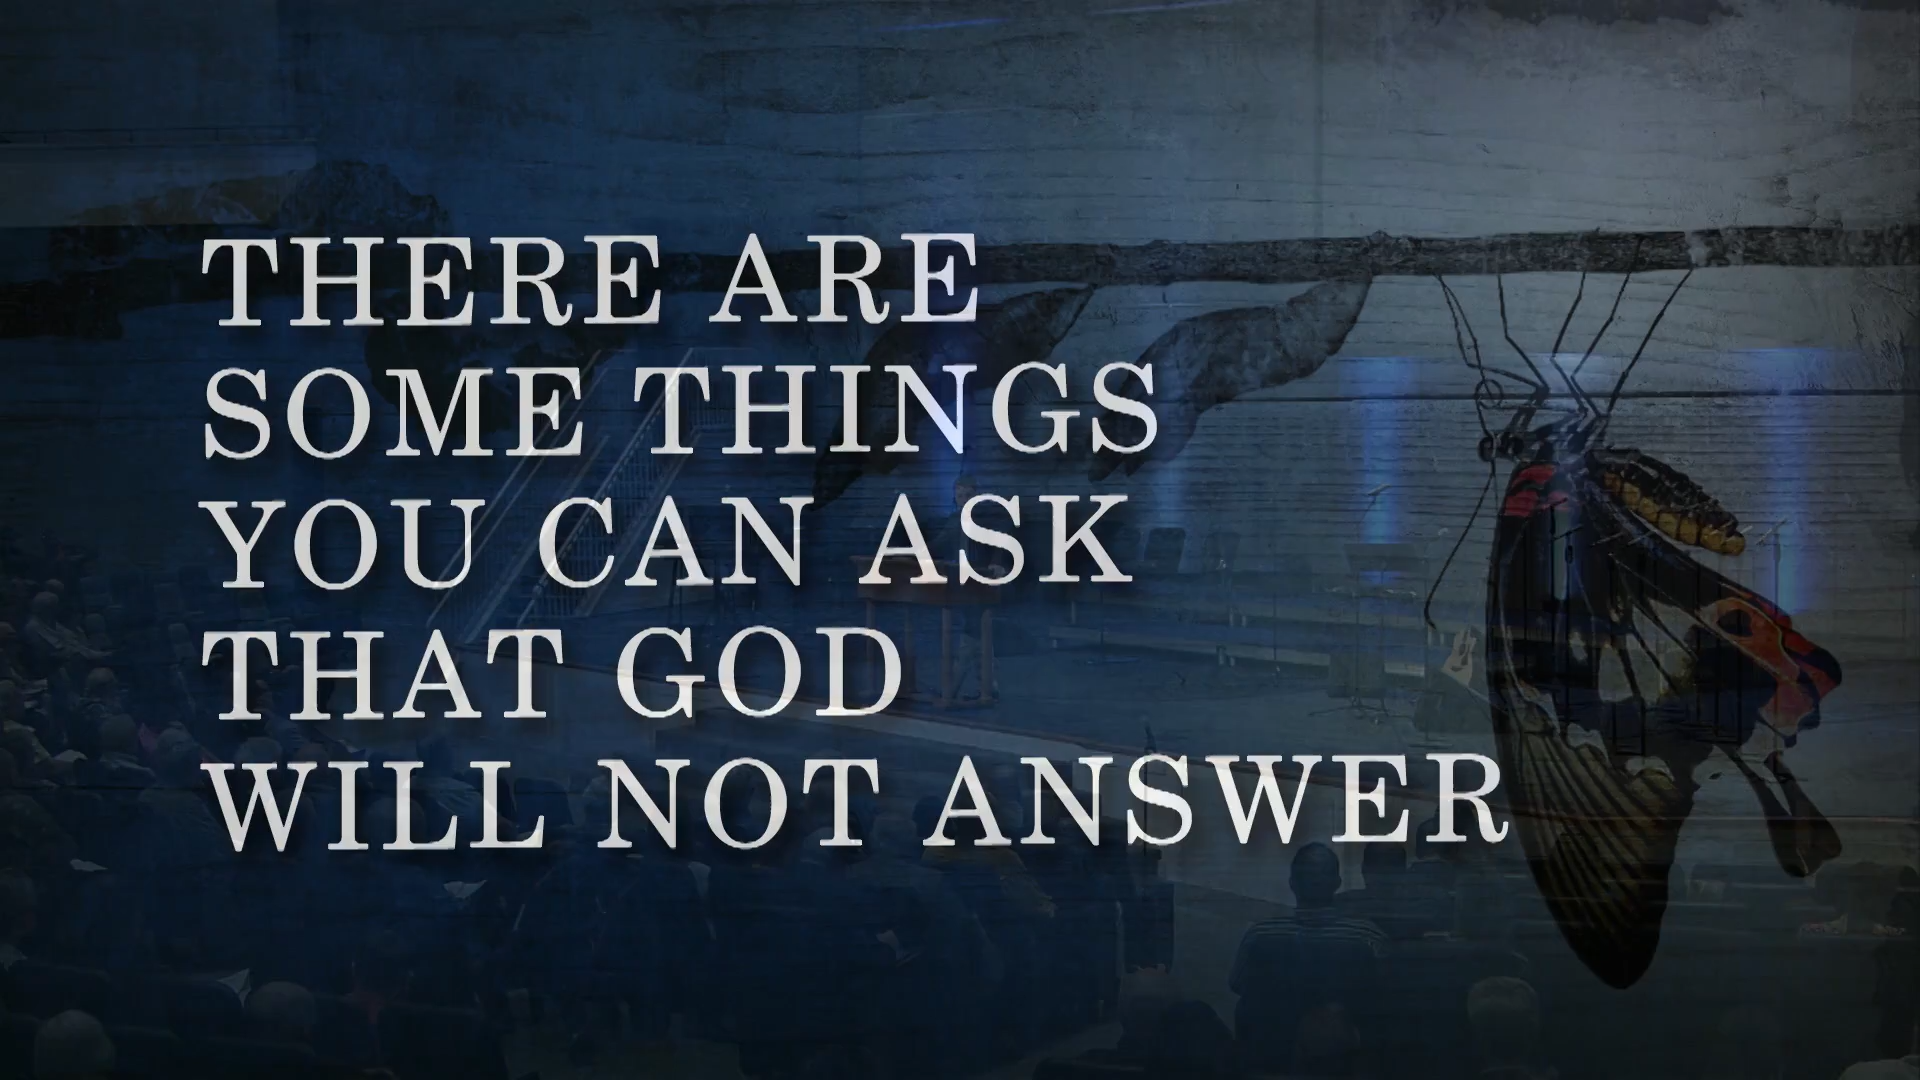 THERE ARE
SOME THINGS
YOU CAN ASK
THAT GOD
WILL NOT ANSWER